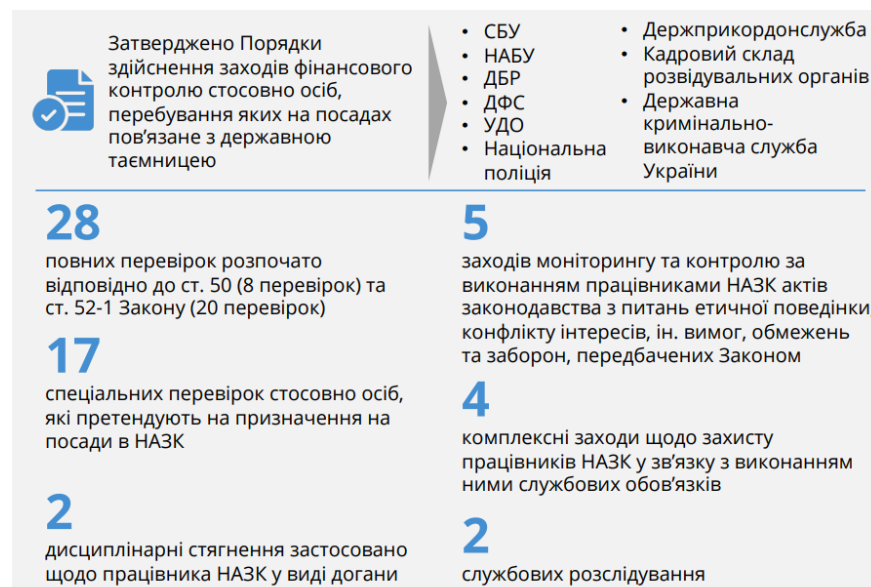 Затверджено Порядки
здійснення заходів фінансового
контролю стосовно осіб,
перебування яких на посадах
пов’язане з державною
таємницею
• СБУ
• НАБУ
• ДБР
• ДФС
• УДО
• Національна
поліція
• Держприкордонслужба
• Кадровий склад
розвідувальних органів
• Державна
кримінально-
виконавча служба
України
28
повних перевірок розпочато
відповідно до ст. 50 (8 перевірок) та
ст. 52-1 Закону (20 перевірок)
17
спеціальних перевірок стосовно осіб,
які претендують на призначення на
посади в НАЗК
2
дисциплінарні стягнення застосовано
щодо працівника НАЗК у виді догани
5
заходів моніторингу та контролю за
виконанням працівниками НАЗК актів
законодавства з питань етичної поведінки,
конфлікту інтересів, ін. вимог, обмежень
та заборон, передбачених Законом
4
комплексні заходи щодо захисту
працівників НАЗК у зв’язку з виконанням
ними службових обов’язків
2
службових розслідування